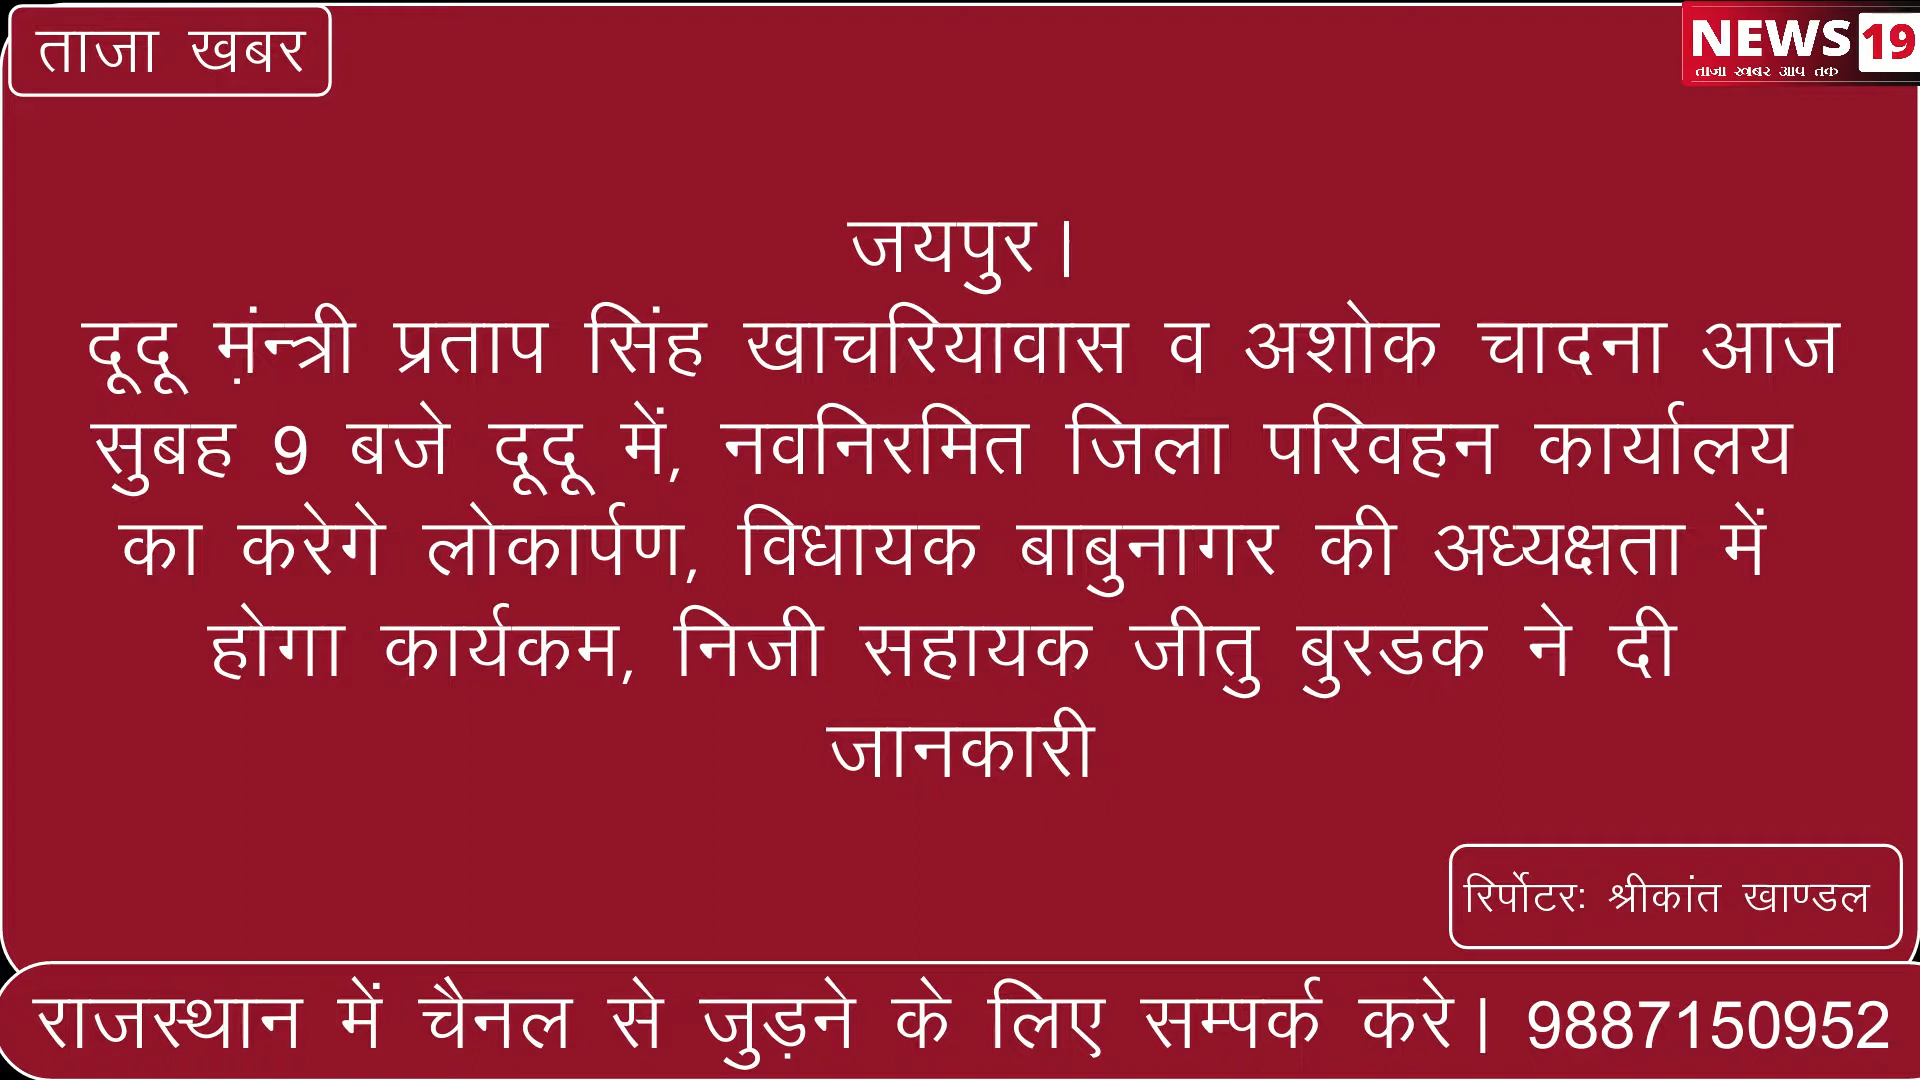 ताजा खबर
NEWS 19
ताजा खबर आप तक
जयपुर।
दूदू मं़न्त्री प्रताप सिंह खाचरियावास व अशोक चादना आज
सुबह 9 बजे दूदू में, नवनिरमित जिला परिवहन कार्यालय
का करेगे लोकार्पण, विधायक बाबुनागर की अध्यक्षता में
होगा कार्यकम, निजी सहायक जीतु बुरडक ने दी
जानकारी
रिर्पोटरः श्रीकांत खाण्डल
राजस्थान में चैनल से जुड़ने के लिए सम्पर्क करे। 9887150952